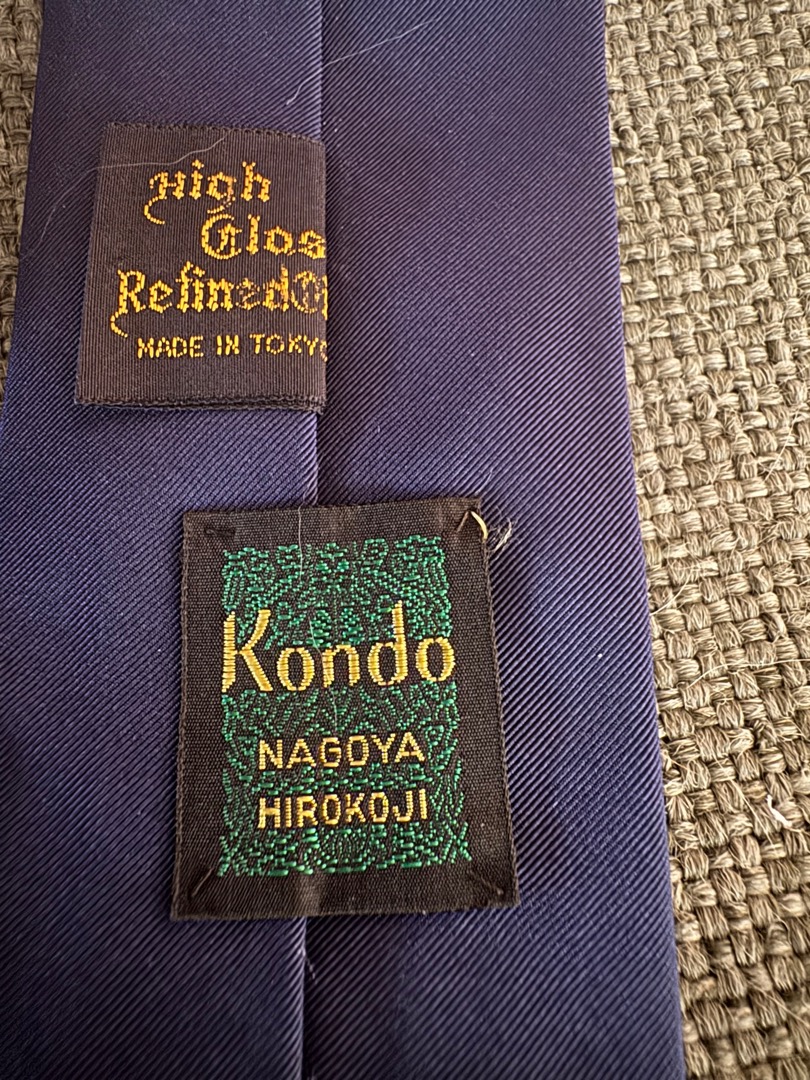 High
Clos
Refined
MADE IN TOKYO
Kondo
NAGOYA
HIROKOJI